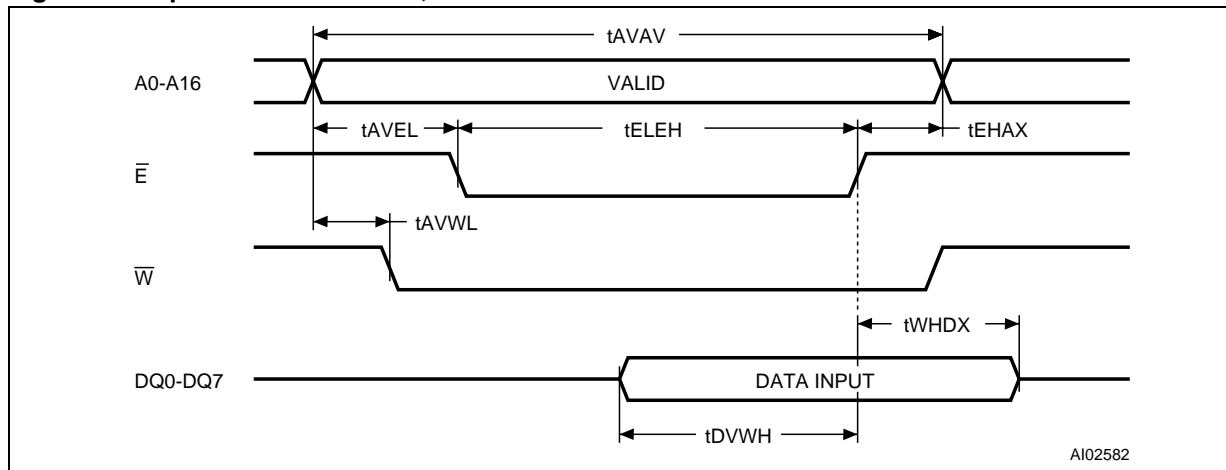 tAVAV
A0-A16
VALID
tAVEL
tELEH
tEHAX
E̅
tAVWL
W̅
tWHDX
DQ0-DQ7
DATA INPUT
tDVWH
AI02582